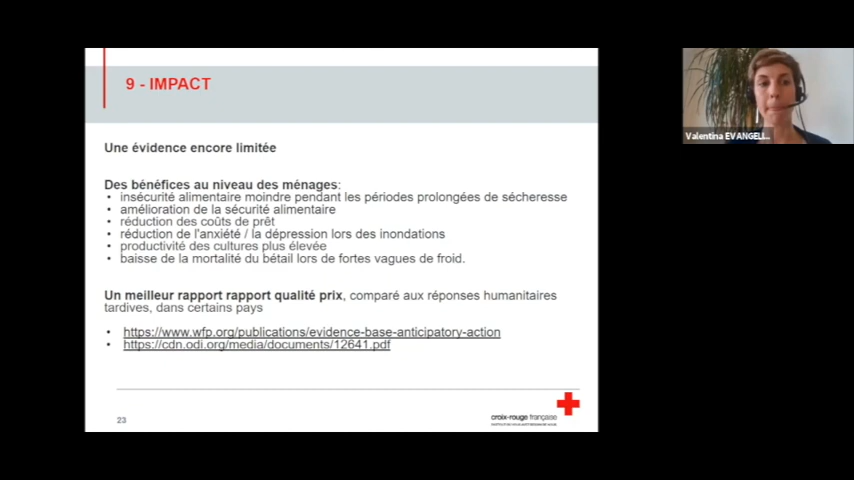 9 - IMPACT
Une évidence encore limitée
Des bénéfices au niveau des ménages:
• insécurité alimentaire moindre pendant les périodes prolongées de sécheresse
• amélioration de la sécurité alimentaire
• réduction des coûts de prêt
• réduction de l'anxiété / la dépression lors des inondations
• productivité des cultures plus élevée
• baisse de la mortalité du bétail lors de fortes vagues de froid.
Un meilleur rapport rapport qualité prix, comparé aux réponses humanitaires
tardives, dans certains pays
• https://www.wfp.org/publications/evidence-base-anticipatory-action
• https://cdn.odi.org/media/documents/12641.pdf
23
croix-rouge française
Valentina EVANGELI...